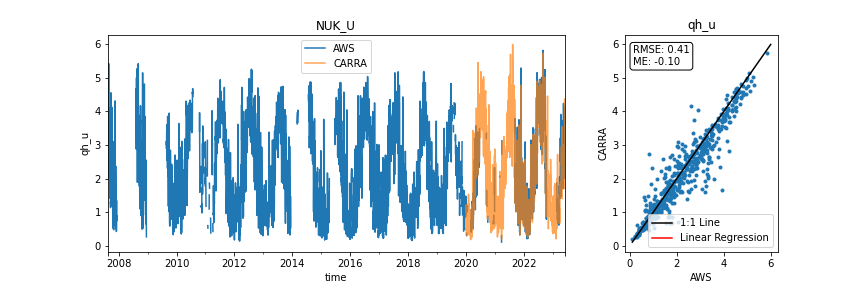 NUK_U
qh_u
6
5
4
3
2
1
0
AWS
CARRA
2008
2010
2012
2014
2016
2018
2020
2022
time
qh_u
CARRA
6
5
4
3
2
1
0
RMSE: 0.41
ME: -0.10
1:1 Line
Linear Regression
0
2
4
6
AWS